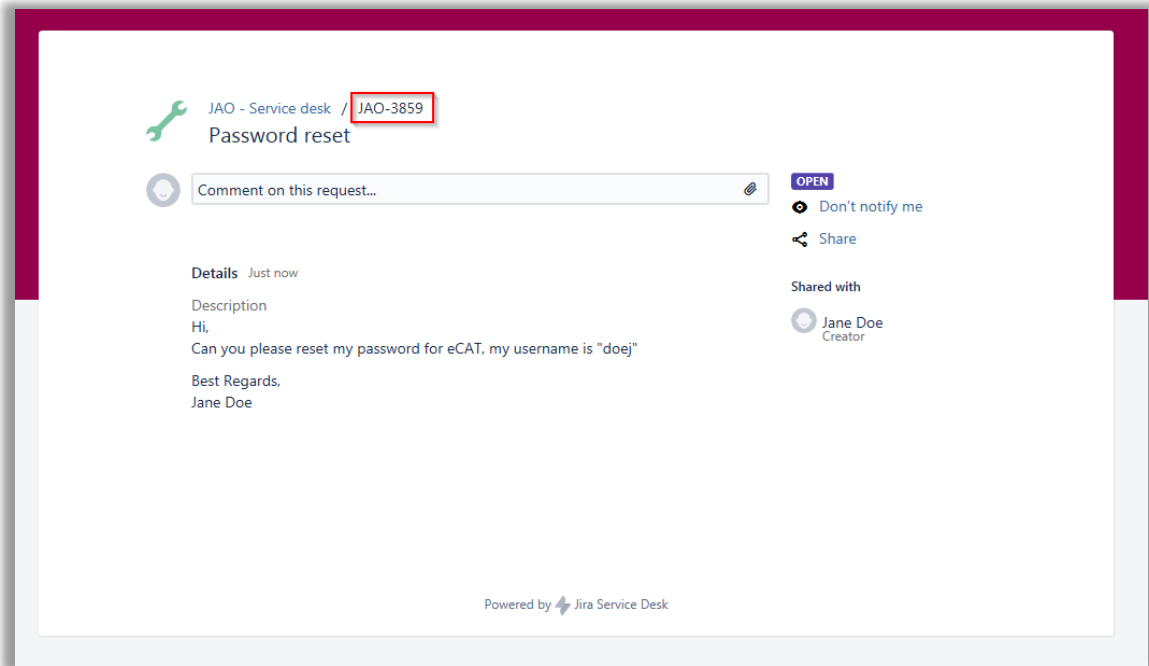 JAO - Service desk / JAO-3859
Password reset
Comment on this request...
OPEN
Don't notify me
Share
Details Just now
Description
Hi,
Can you please reset my password for eCAT, my username is "doej"
Best Regards,
Jane Doe
Shared with
Jane Doe
Creator
Powered by Jira Service Desk